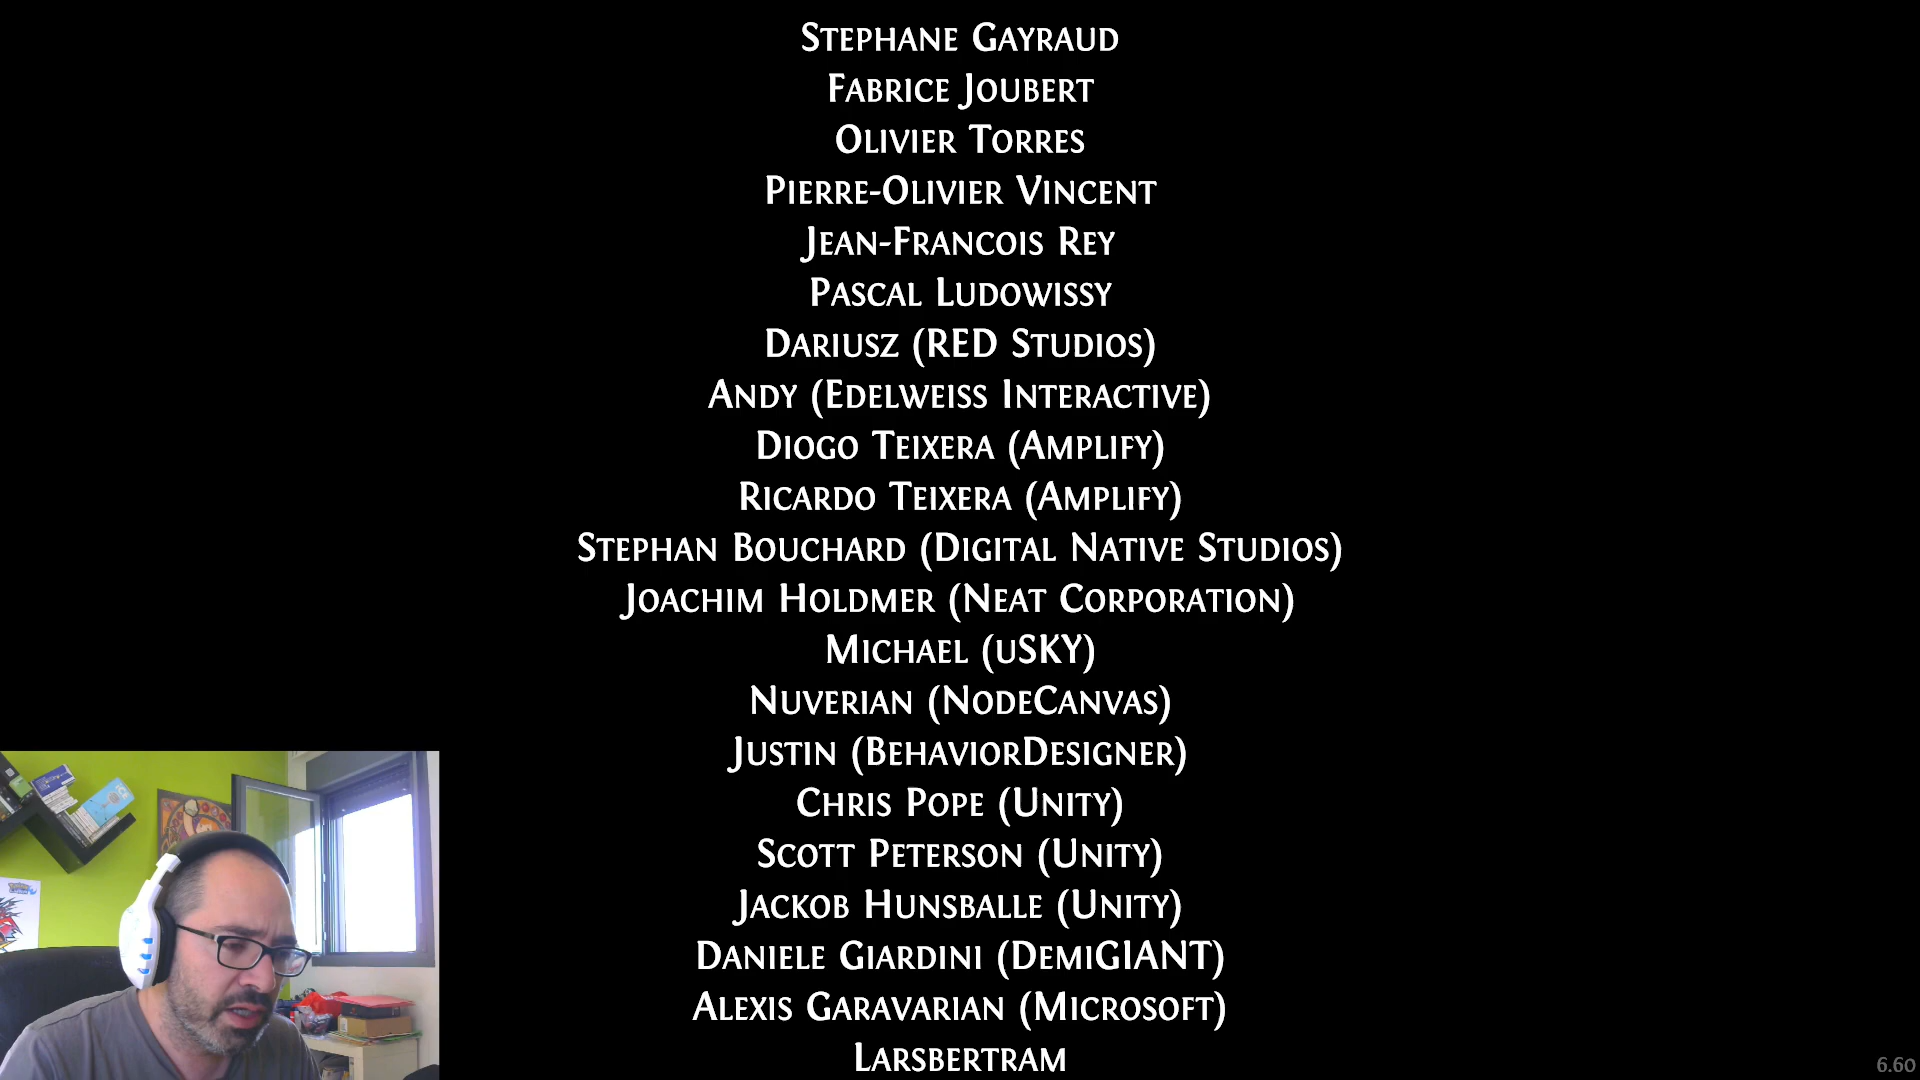 Stephane Gayraud
Fabrice Joubert
Olivier Torres
Pierre-Olivier Vincent
Jean-Francois Rey
Pascal Ludowissy
Dariusz (RED Studios)
Andy (Edelweiss Interactive)
Diogo Teixera (Amplify)
Ricardo Teixera (Amplify)
Stephan Bouchard (Digital Native Studios)
Joachim Holdmer (Neat Corporation)
Michael (uSKY)
Nuverian (NodeCanvas)
Justin (BehaviorDesigner)
Chris Pope (Unity)
Scott Peterson (Unity)
Jackob Hunsballe (Unity)
Daniele Giardini (DemiGIANT)
Alexis Garavarian (Microsoft)
Larsbertram
6.60